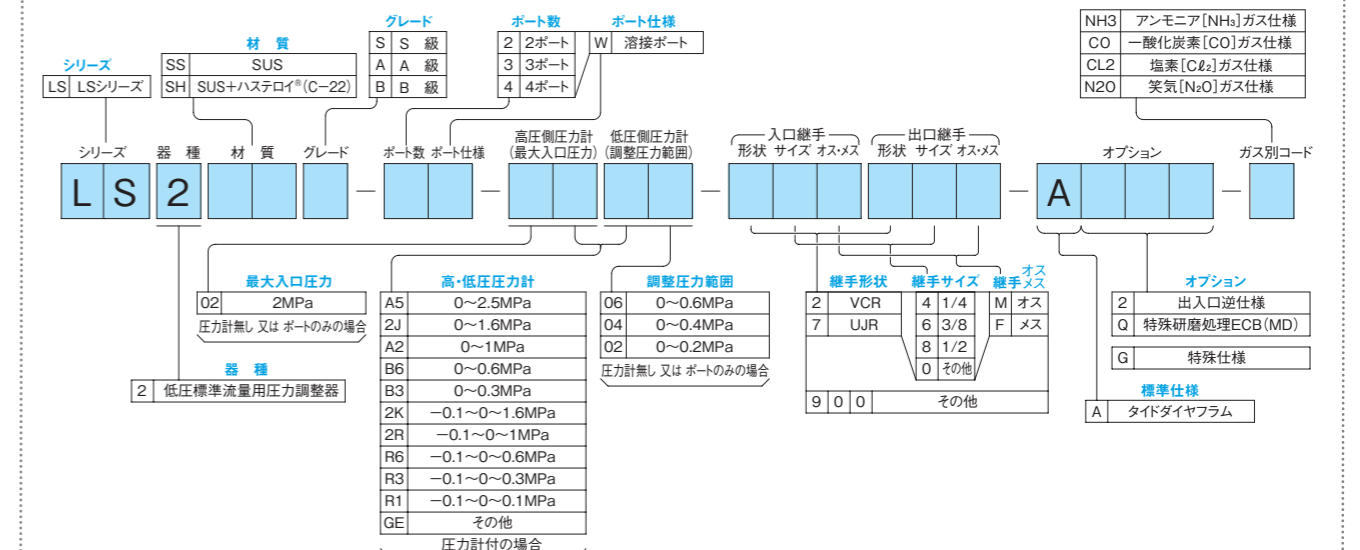 シリーズ
LS LSシリーズ
材 質
SS SUS
SH SUS+ハステロイ®(C−22)
グレード
S S 級
A A 級
B B 級
ポート数
2 2ポート
3 3ポート
4 4ポート
ポート仕様
W 溶接ポート
NH3 アンモニア[NH₃]ガス仕様
CO 一酸化炭素[CO]ガス仕様
CL2 塩素[Cℓ₂]ガス仕様
N2O 笑気[N₂O]ガス仕様
シリーズ 器 種 材 質 グレード ポート数 ポート仕様
高圧側圧力計
(最大入口圧力)
低圧側圧力計
(調整圧力範囲)
入口継手
形状 サイズ オス・メス
出口継手
形状 サイズ オス・メス
オプション
ガス別コード
L S 2 − − − − A −
最大入口圧力
02 2MPa
圧力計無し 又は ポートのみの場合
器 種
2 低圧標準流量用圧力調整器
高・低圧圧力計
A5 0〜2.5MPa
2J 0〜1.6MPa
A2 0〜1MPa
B6 0〜0.6MPa
B3 0〜0.3MPa
2K −0.1〜0〜1.6MPa
2R −0.1〜0〜1MPa
R6 −0.1〜0〜0.6MPa
R3 −0.1〜0〜0.3MPa
R1 −0.1〜0〜0.1MPa
GE その他
圧力計付の場合
調整圧力範囲
06 0〜0.6MPa
04 0〜0.4MPa
02 0〜0.2MPa
圧力計無し 又は ポートのみの場合
継手形状
2 VCR
7 UJR
継手サイズ
4 1/4
6 3/8
8 1/2
0 その他
継手オスメス
M オス
F メス
9 0 0 その他
オプション
2 出入口逆仕様
Q 特殊研磨処理ECB(MD)
G 特殊仕様
標準仕様
A タイドダイヤフラム